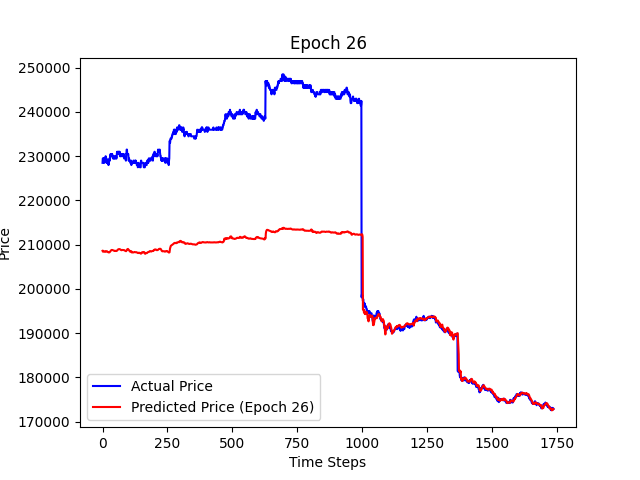 Epoch 26
250000
240000
230000
220000
210000
200000
190000
180000
170000
Price
Actual Price
Predicted Price (Epoch 26)
0 250 500 750 1000 1250 1500 1750
Time Steps